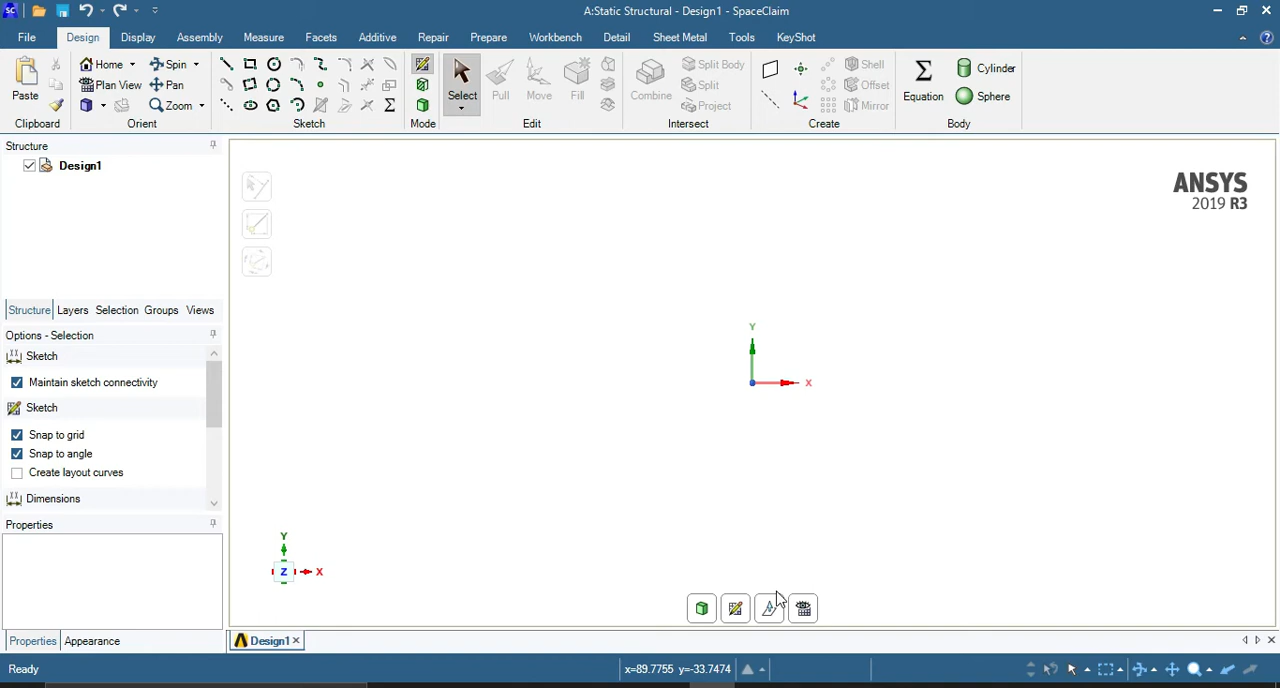 A:Static Structural - Design1 - SpaceClaim
File Design Display Assembly Measure Facets Additive Repair Prepare Workbench Detail Sheet Metal Tools KeyShot
Home Spin
Plan View Pan
Zoom
Paste
Select Pull Move Fill
Combine Split Body
Split
Project
Shell
Offset
Mirror
Equation Cylinder
Sphere
Clipboard Orient Sketch Mode Edit Intersect Create Body
Structure
Design1
ANSYS
2019 R3
Structure Layers Selection Groups Views
Options - Selection
Sketch
Maintain sketch connectivity
Sketch
Snap to grid
Snap to angle
Create layout curves
Dimensions
Properties
Y
X
Y
Z X
Properties Appearance
Design1
Ready
x=89.7755 y=-33.7474